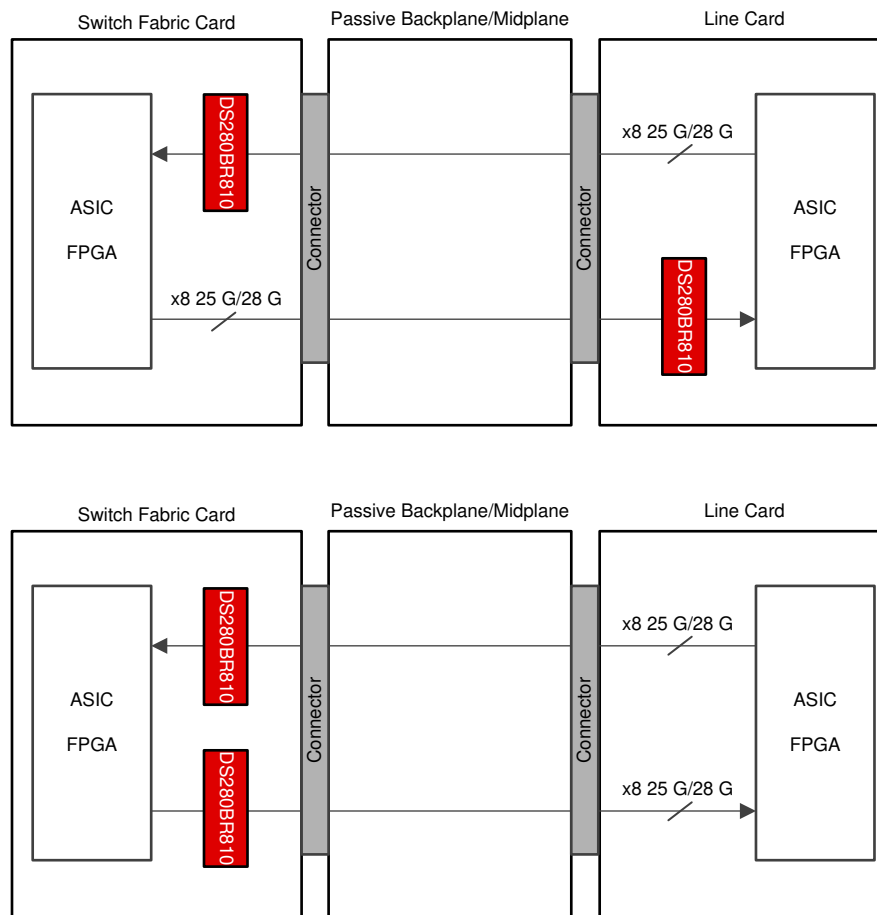 Switch Fabric Card
Passive Backplane/Midplane
Line Card
DS280BR810
x8 25 G/28 G
ASIC
FPGA
Connector
Connector
ASIC
FPGA
x8 25 G/28 G
DS280BR810
Switch Fabric Card
Passive Backplane/Midplane
Line Card
DS280BR810
x8 25 G/28 G
ASIC
FPGA
Connector
Connector
ASIC
FPGA
DS280BR810
x8 25 G/28 G